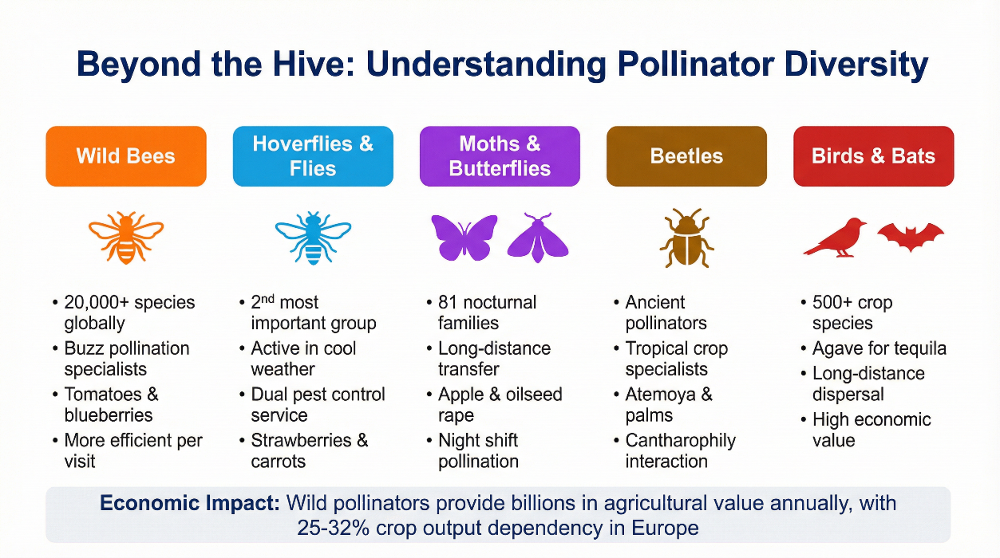 Beyond the Hive: Understanding Pollinator Diversity
Wild Bees
• 20,000+ species
globally
• Buzz pollination
specialists
• Tomatoes &
blueberries
• More efficient per
visit
Hoverflies &
Flies
• 2nd most
important group
• Active in cool
weather
• Dual pest control
service
• Strawberries &
carrots
Moths &
Butterflies
• 81 nocturnal
families
• Long-distance
transfer
• Apple & oilseed
rape
• Night shift
pollination
Beetles
• Ancient
pollinators
• Tropical crop
specialists
• Atemoya &
palms
• Cantharophily
interaction
Birds & Bats
• 500+ crop
species
• Agave for tequila
• Long-distance
dispersal
• High economic
value
Economic Impact: Wild pollinators provide billions in agricultural value annually, with
25-32% crop output dependency in Europe